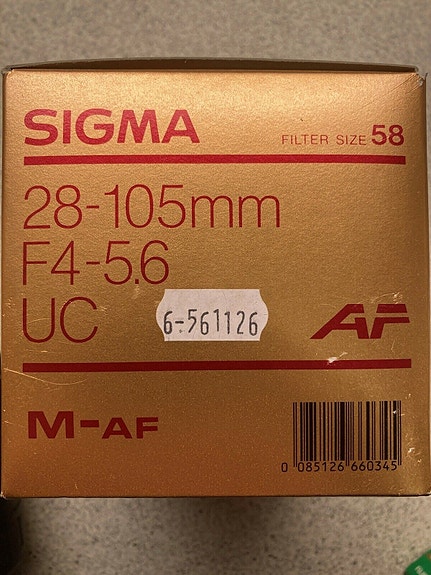 SIGMA
FILTER SIZE 58
28-105mm
F4-5.6
UC
6-561126
AF
M-AF
0 085126 660345